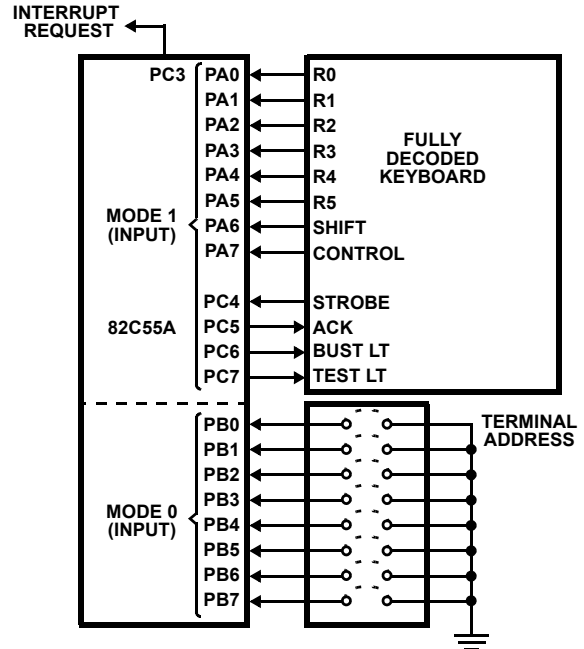 INTERRUPT
REQUEST
PC3 PA0 R0
PA1 R1
PA2 R2
PA3 R3
PA4 R4
PA5 R5
PA6 SHIFT
PA7 CONTROL
FULLY
DECODED
KEYBOARD
MODE 1
(INPUT)
PC4 STROBE
82C55A PC5 ACK
PC6 BUST LT
PC7 TEST LT
PB0
PB1
PB2
PB3
PB4
PB5
PB6
PB7
MODE 0
(INPUT)
TERMINAL
ADDRESS